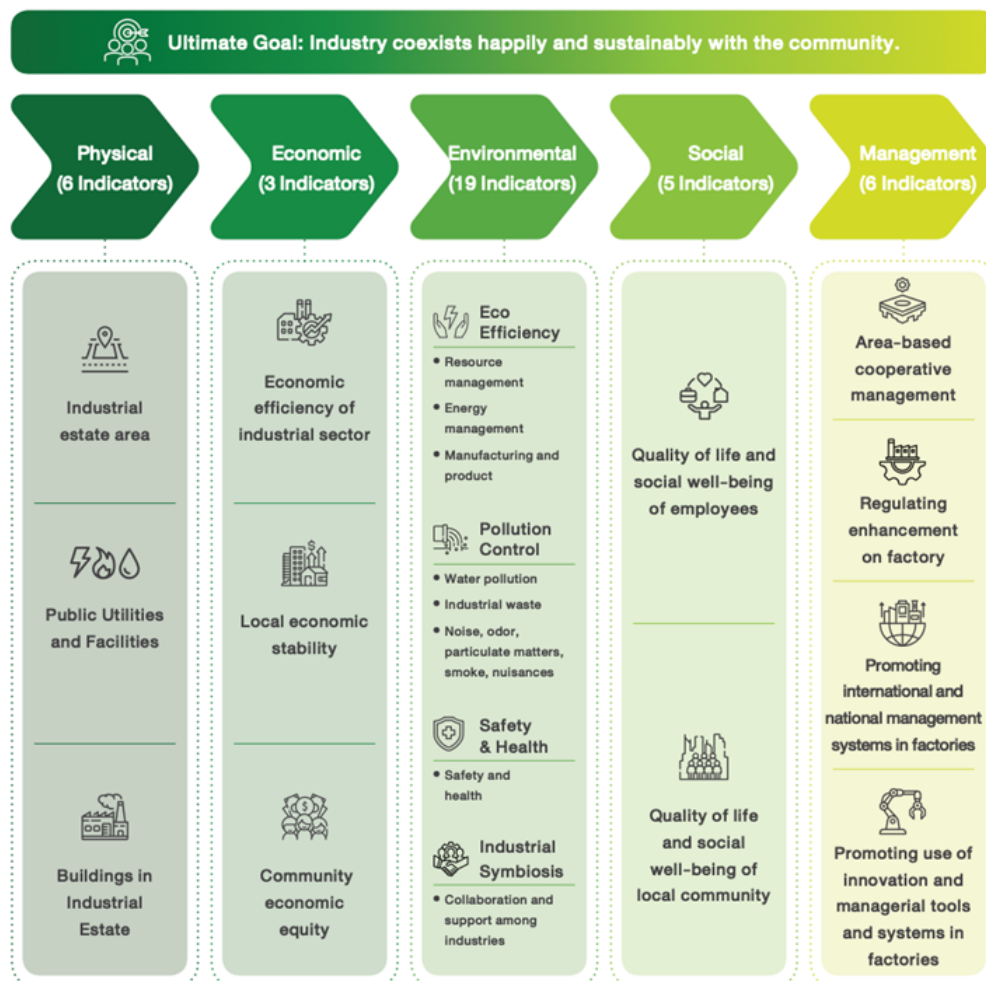 Ultimate Goal: Industry coexists happily and sustainably with the community.
Physical
(6 Indicators)
Economic
(3 Indicators)
Environmental
(19 Indicators)
Social
(5 Indicators)
Management
(6 Indicators)
Industrial
estate area
Public Utilities
and Facilities
Buildings in
Industrial
Estate
Economic
efficiency of
industrial sector
Local economic
stability
Community
economic
equity
Eco
Efficiency
• Resource
management
• Energy
management
• Manufacturing and
product
Pollution
Control
• Water pollution
• Industrial waste
• Noise, odor,
particulate matters,
smoke, nuisances
Safety
& Health
• Safety and
health
Industrial
Symbiosis
• Collaboration and
support among
industries
Quality of life and
social well-being
of employees
Quality of life
and social
well-being of
local community
Area-based
cooperative
management
Regulating
enhancement
on factory
Promoting
international and
national management
systems in factories
Promoting use of
innovation and
managerial tools
and systems in
factories